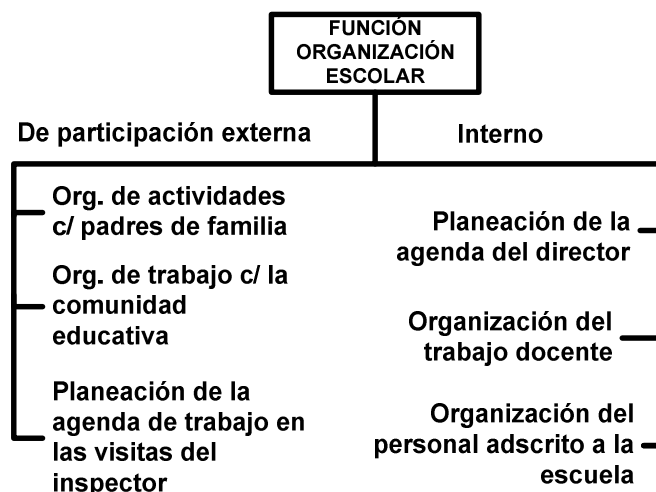 FUNCIÓN
ORGANIZACIÓN
ESCOLAR
De participación externa
Org. de actividades
c/ padres de familia
Org. de trabajo c/ la
comunidad
educativa
Planeación de la
agenda de trabajo en
las visitas del
inspector
Interno
Planeación de la
agenda del director
Organización del
trabajo docente
Organización del
personal adscrito a la
escuela